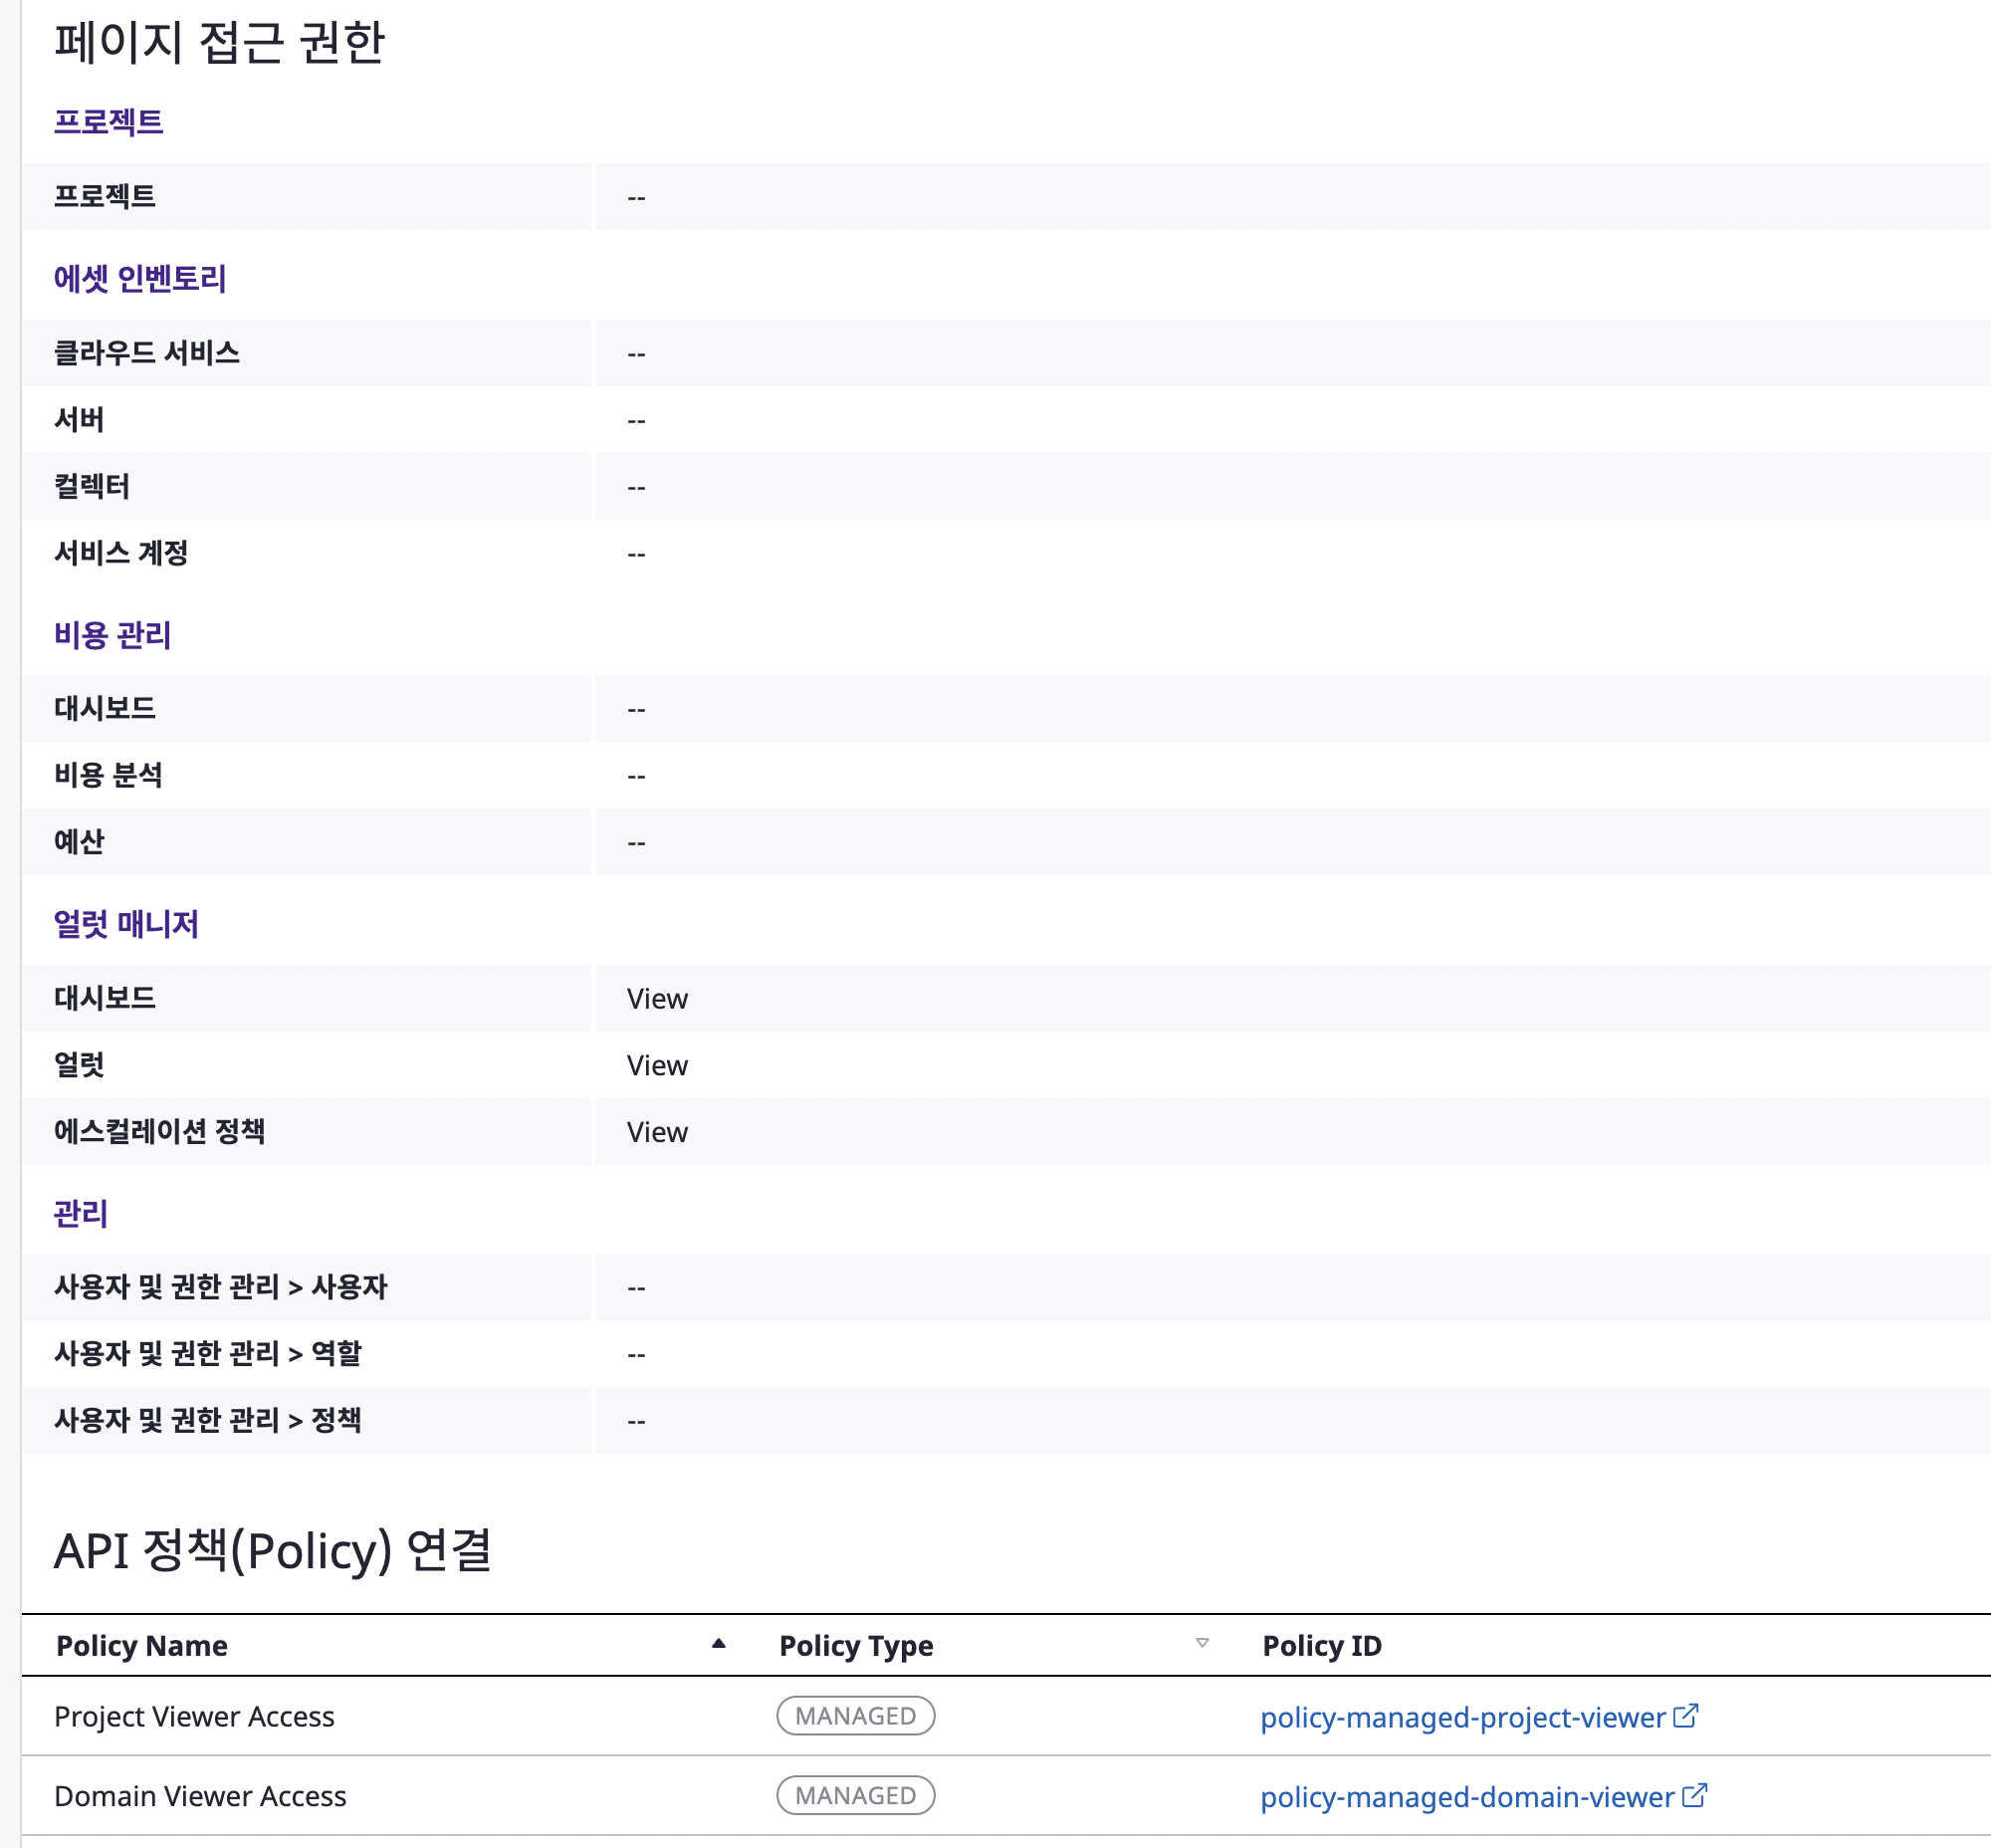 페이지 접근 권한
프로젝트
프로젝트 --
에셋 인벤토리
클라우드 서비스 --
서버 --
컬렉터 --
서비스 계정 --
비용 관리
대시보드 --
비용 분석 --
예산 --
얼럿 매니저
대시보드 View
얼럿 View
에스컬레이션 정책 View
관리
사용자 및 권한 관리 > 사용자 --
사용자 및 권한 관리 > 역할 --
사용자 및 권한 관리 > 정책 --
API 정책(Policy) 연결
Policy Name Policy Type Policy ID
Project Viewer Access MANAGED policy-managed-project-viewer
Domain Viewer Access MANAGED policy-managed-domain-viewer